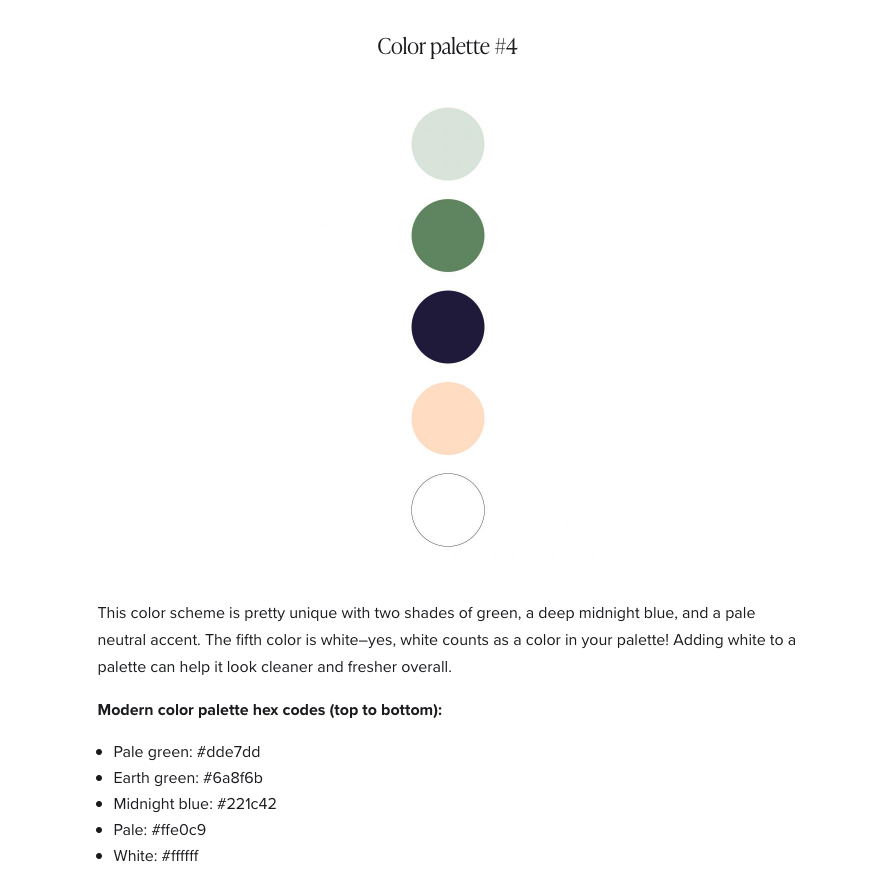 Color palette #4
This color scheme is pretty unique with two shades of green, a deep midnight blue, and a pale
neutral accent. The fifth color is white–yes, white counts as a color in your palette! Adding white to a
palette can help it look cleaner and fresher overall.
Modern color palette hex codes (top to bottom):
• Pale green: #dde7dd
• Earth green: #6a8f6b
• Midnight blue: #221c42
• Pale: #ffe0c9
• White: #ffffff